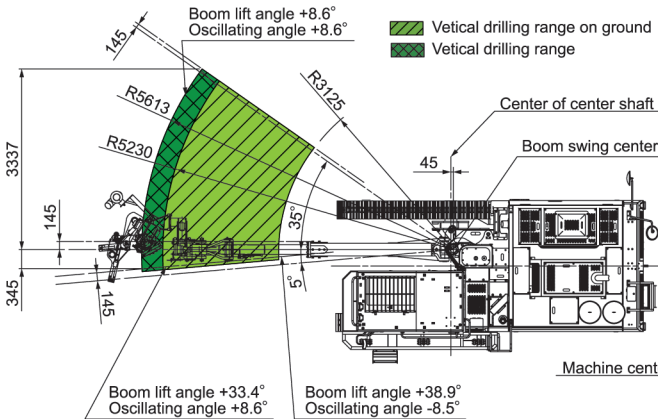 Boom lift angle +8.6°
Oscillating angle +8.6°
Vetical drilling range on ground
Vetical drilling range
145
R3125
R5613
Center of center shaft
3337
R5230
45
Boom swing center
145
35°
345
145
5°
Machine cent
Boom lift angle +33.4°
Oscillating angle +8.6°
Boom lift angle +38.9°
Oscillating angle -8.5°